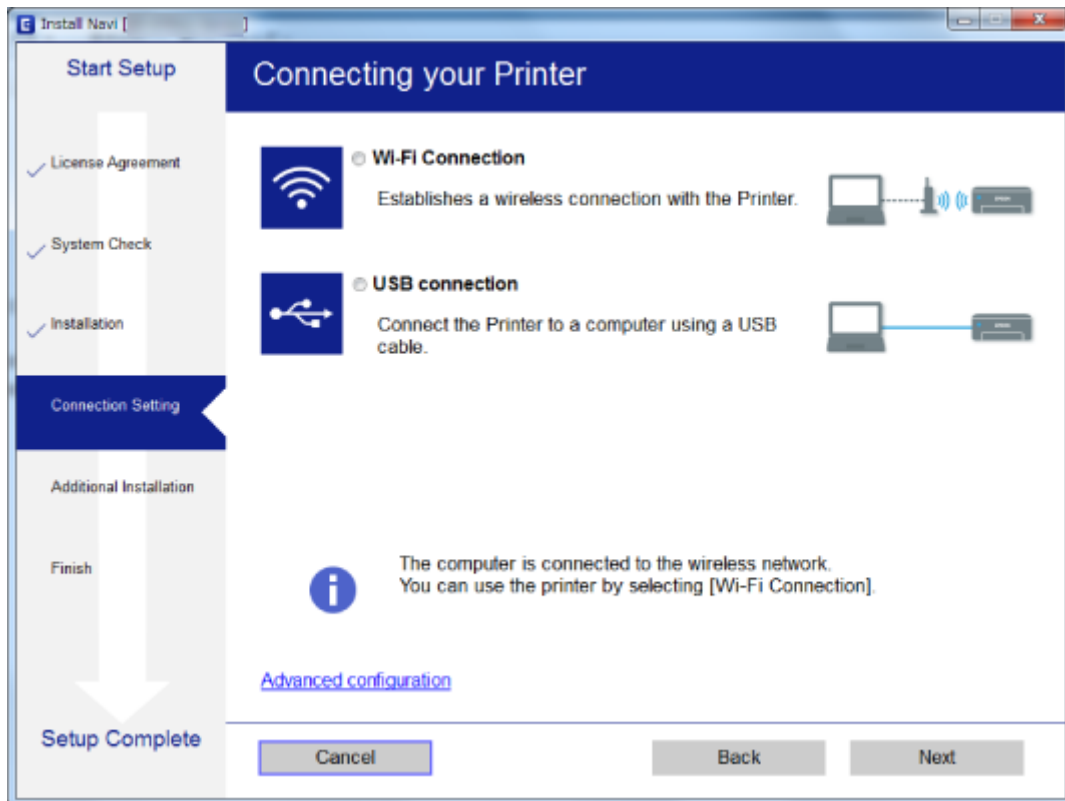 Install Navi [ ]
Start Setup
License Agreement
System Check
Installation
Connection Setting
Additional Installation
Finish
Setup Complete
Connecting your Printer
Wi-Fi Connection
Establishes a wireless connection with the Printer.
USB connection
Connect the Printer to a computer using a USB
cable.
The computer is connected to the wireless network.
You can use the printer by selecting [Wi-Fi Connection].
Advanced configuration
Cancel
Back
Next